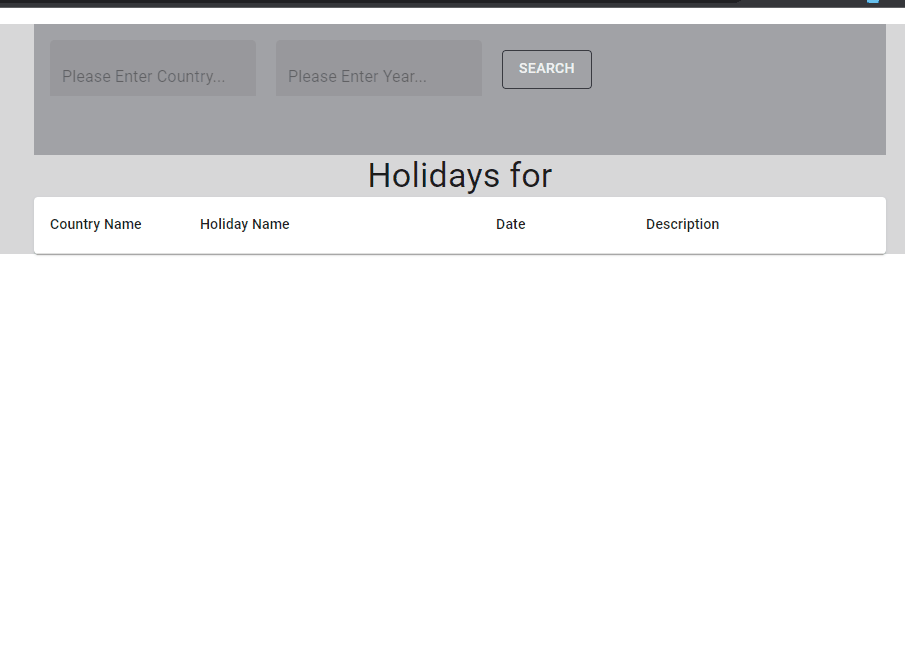 Please Enter Country... Please Enter Year... SEARCH
Holidays for
Country Name Holiday Name Date Description